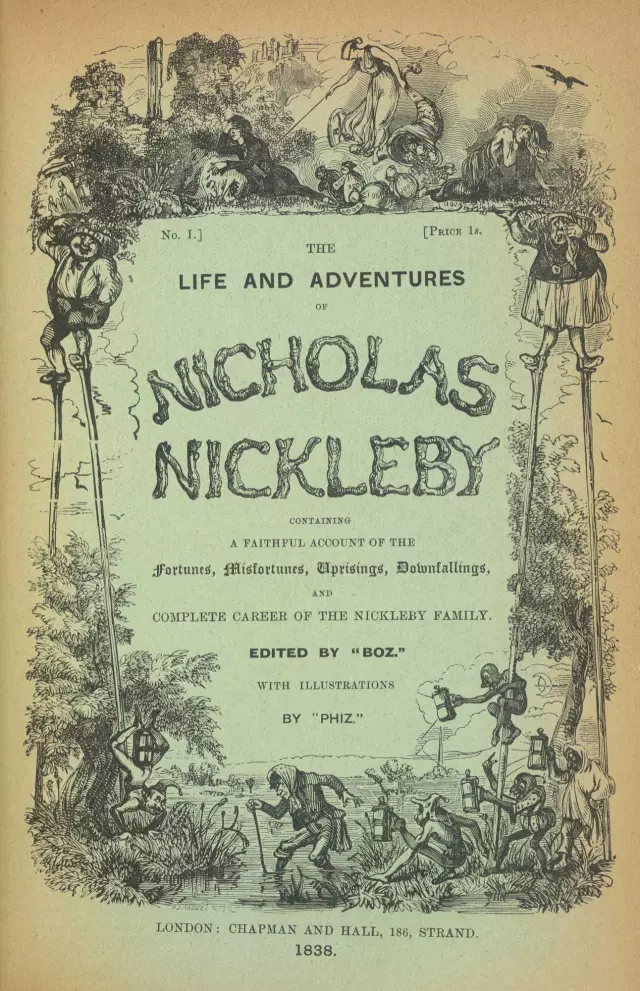 No. I.]
[Price 1s.
THE
LIFE AND ADVENTURES
OF
NICHOLAS
NICKLEBY
CONTAINING
A FAITHFUL ACCOUNT OF THE
Fortunes, Misfortunes, Uprisings, Downfallings,
AND
COMPLETE CAREER OF THE NICKLEBY FAMILY.
EDITED BY “BOZ.”
WITH ILLUSTRATIONS
BY “PHIZ.”
LONDON: CHAPMAN AND HALL, 186, STRAND.
1838.